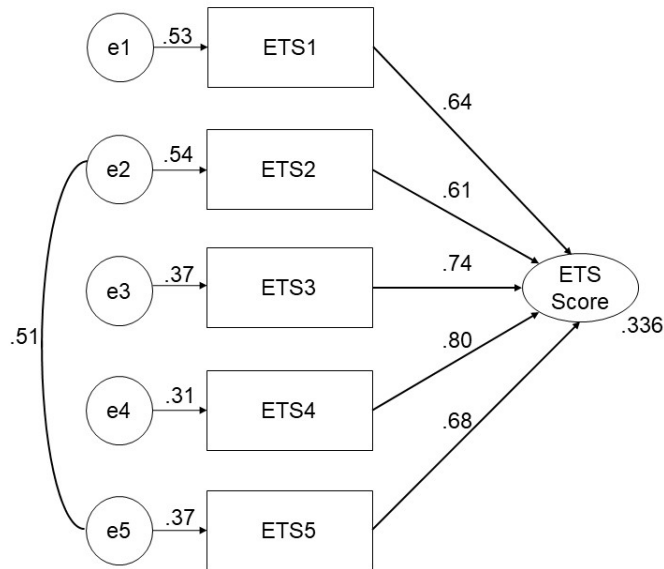 e1 .53 ETS1
.64
e2 .54 ETS2
.61
e3 .37 ETS3
.74
ETS
Score
.336
.51
.80
e4 .31 ETS4
.68
e5 .37 ETS5